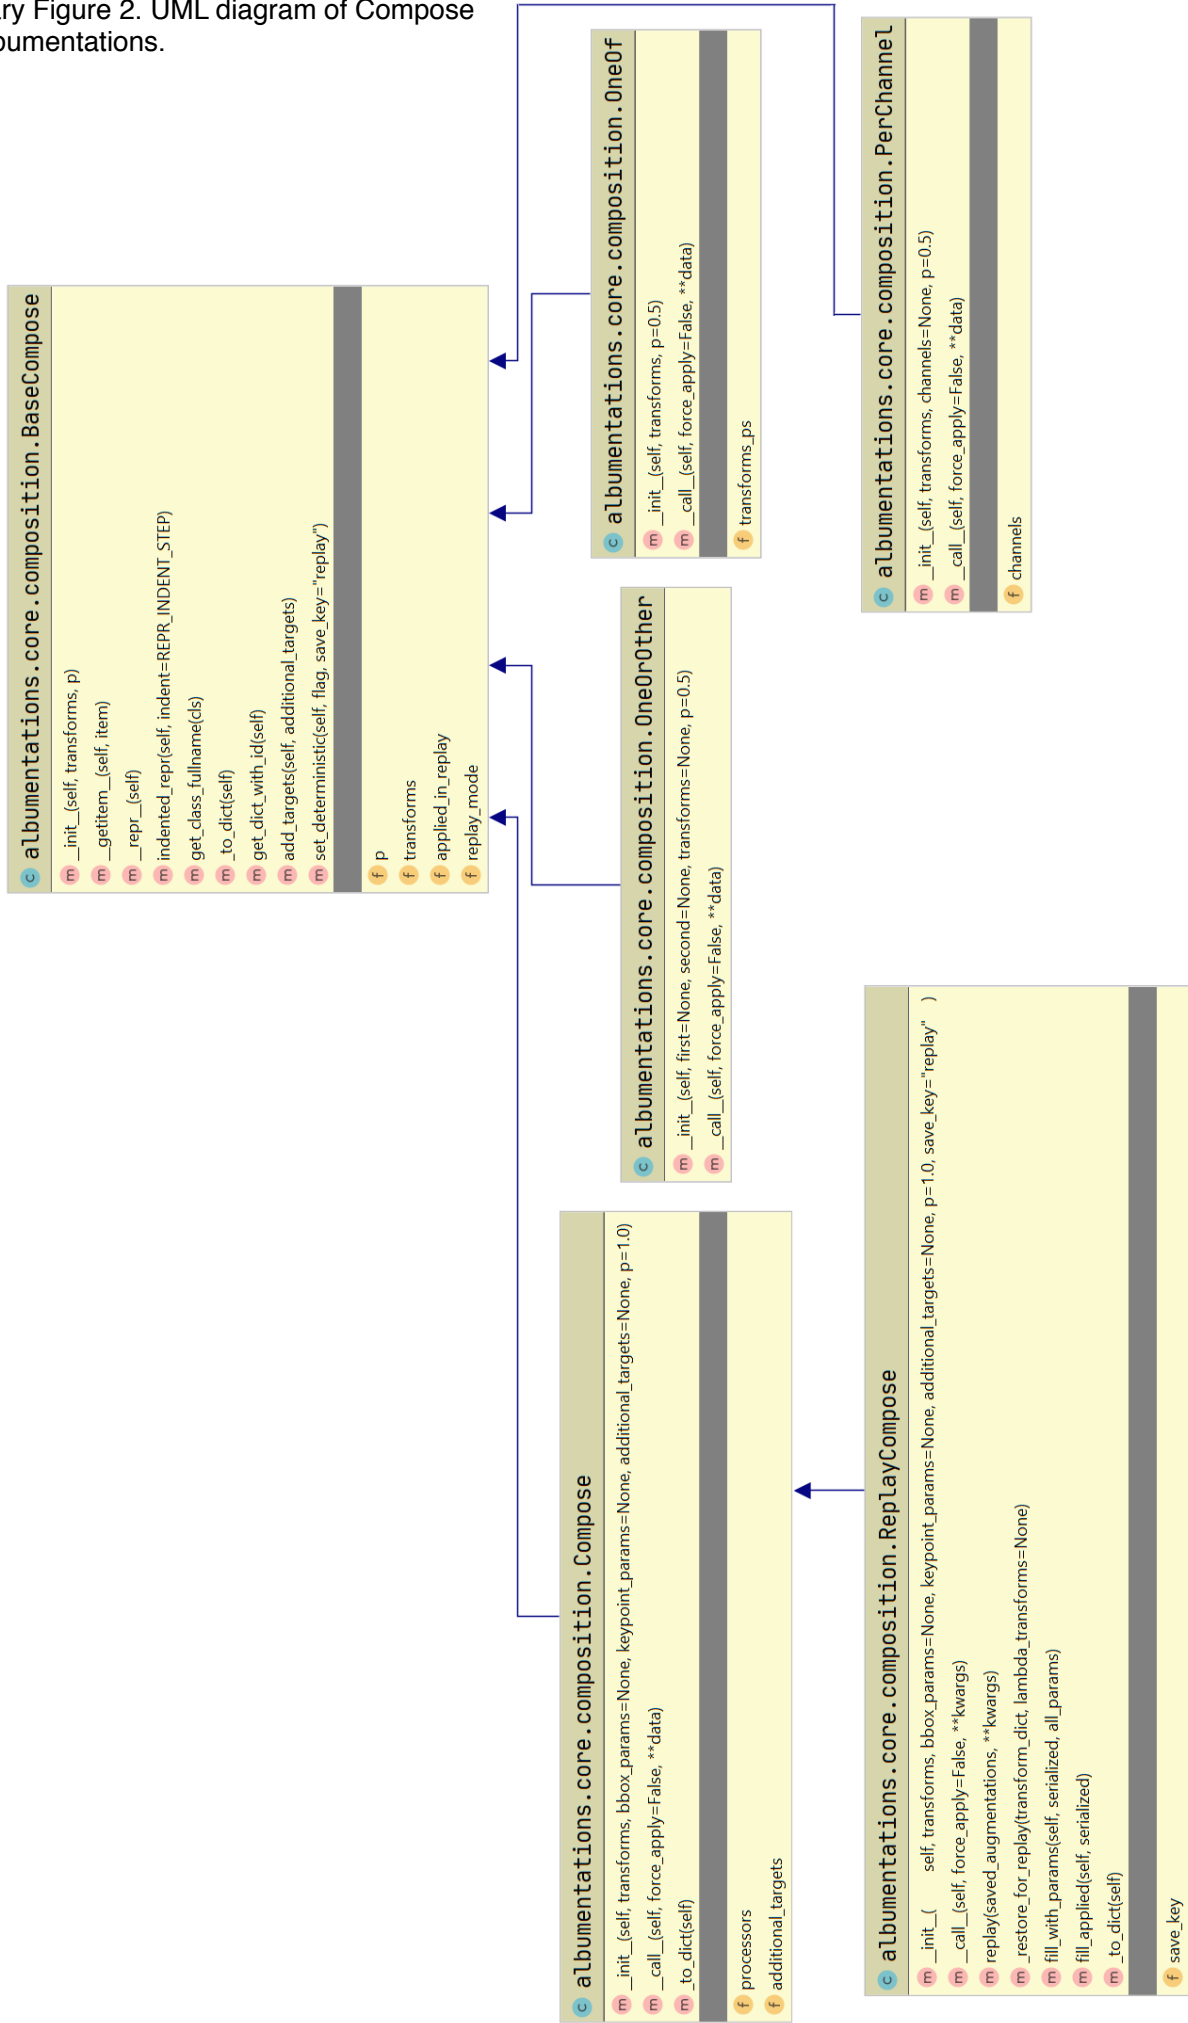 ry Figure 2. UML diagram of Compose
bumentations.
c albumentations.core.composition.BaseCompose
m __init__(self, transforms, p)
m __getitem__(self, item)
m __repr__(self)
m indented_repr(self, indent=REPR_INDENT_STEP)
m get_class_fullname(cls)
m _to_dict(self)
m get_dict_with_id(self)
m add_targets(self, additional_targets)
m set_deterministic(self, flag, save_key="replay")
f p
f transforms
f applied_in_replay
f replay_mode
c albumentations.core.composition.OneOf
m __init__(self, transforms, p=0.5)
m __call__(self, force_apply=False, **data)
f transforms_ps
c albumentations.core.composition.PerChannel
m __init__(self, transforms, channels=None, p=0.5)
m __call__(self, force_apply=False, **data)
f channels
c albumentations.core.composition.OneOrOther
m __init__(self, first=None, second=None, transforms=None, p=0.5)
m __call__(self, force_apply=False, **data)
c albumentations.core.composition.Compose
m __init__(self, transforms, bbox_params=None, keypoint_params=None, additional_targets=None, p=1.0)
m __call__(self, force_apply=False, **data)
m _to_dict(self)
f processors
f additional_targets
c albumentations.core.composition.ReplayCompose
m __init__( self, transforms, bbox_params=None, keypoint_params=None, additional_targets=None, p=1.0, save_key="replay" )
m __call__(self, force_apply=False, **kwargs)
m replay(saved_augmentations, **kwargs)
m _restore_for_replay(transform_dict, lambda_transforms=None)
m fill_with_params(self, serialized, all_params)
m fill_applied(self, serialized)
m _to_dict(self)
f save_key